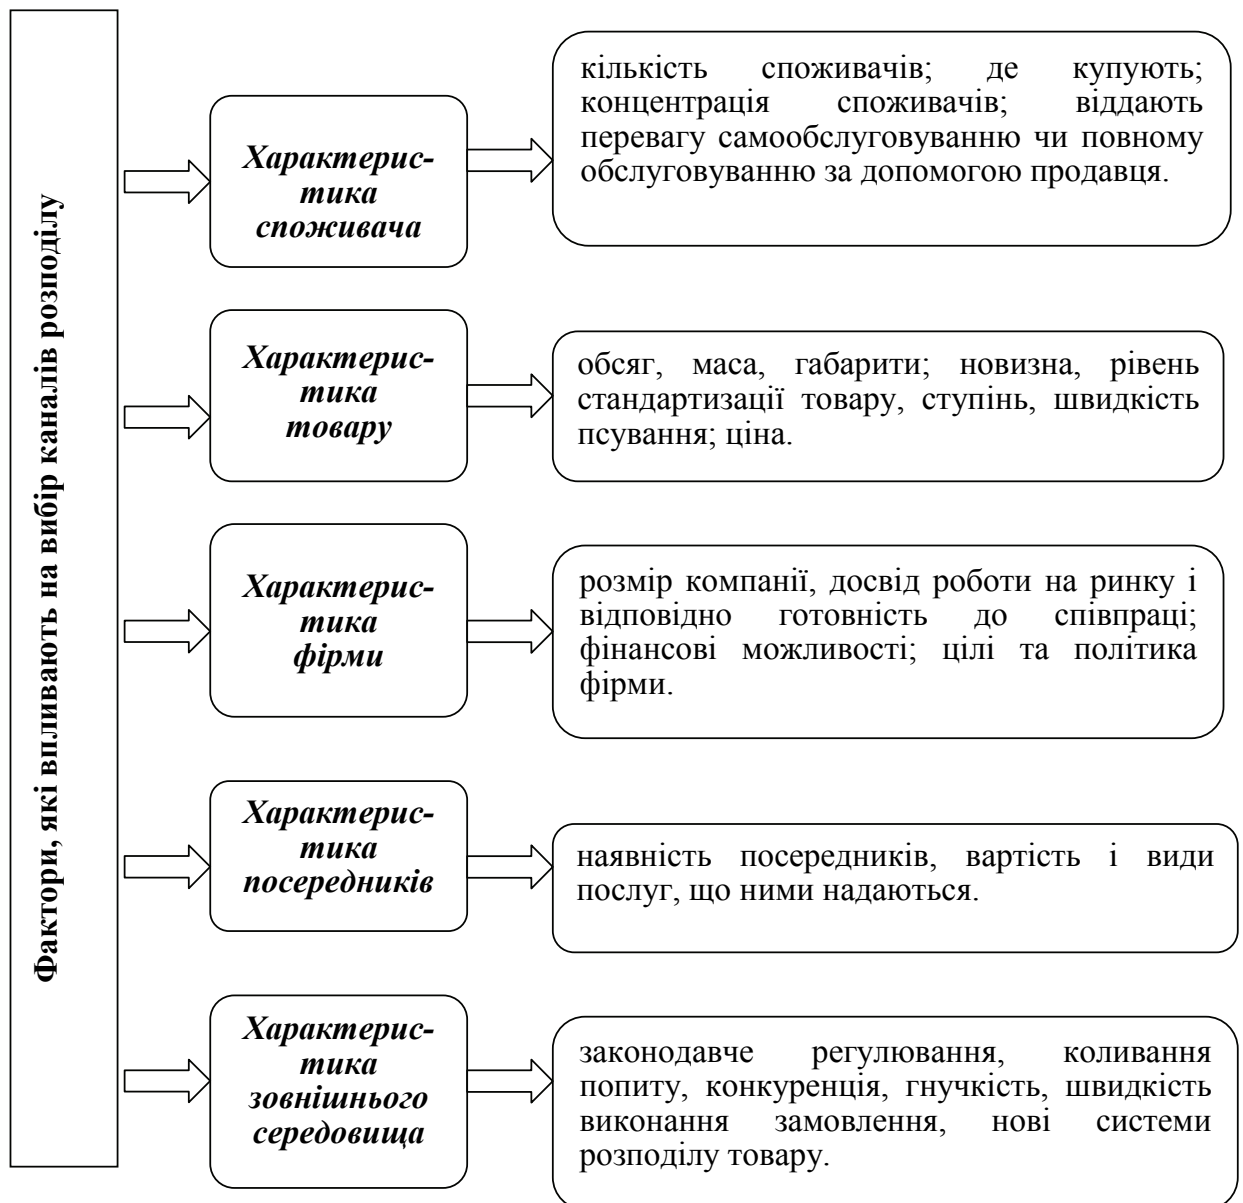 Фактори, які впливають на вибір каналів розподілу
Характерис-
тика
споживача
кількість споживачів; де купують;
концентрація споживачів; віддають
перевагу самообслуговуванню чи повному
обслуговуванню за допомогою продавця.
Характерис-
тика
товару
обсяг, маса, габарити; новизна, рівень
стандартизації товару, ступінь, швидкість
псування; ціна.
Характерис-
тика
фірми
розмір компанії, досвід роботи на ринку і
відповідно готовність до співпраці;
фінансові можливості; цілі та політика
фірми.
Характерис-
тика
посередників
наявність посередників, вартість і види
послуг, що ними надаються.
Характерис-
тика
зовнішнього
середовища
законодавче регулювання, коливання
попиту, конкуренція, гнучкість, швидкість
виконання замовлення, нові системи
розподілу товару.